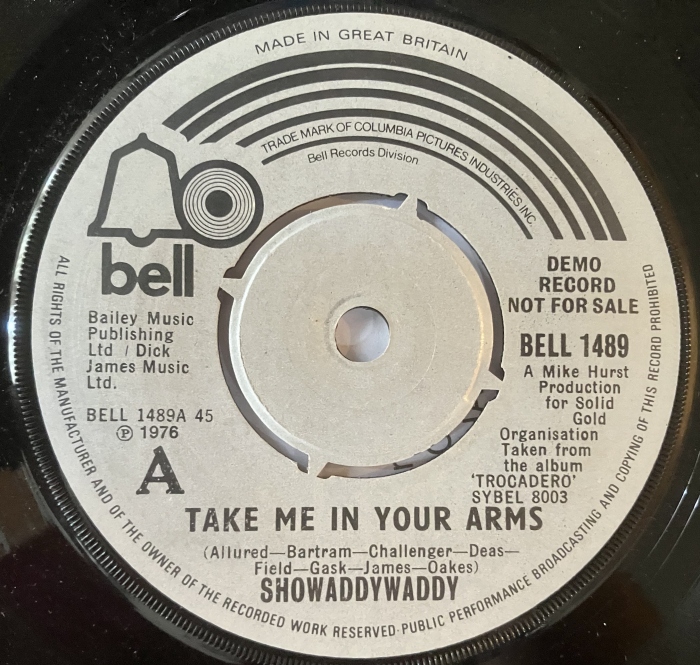 MADE IN GREAT BRITAIN
TRADE MARK OF COLUMBIA PICTURES INDUSTRIES INC
Bell Records Division
bell
DEMO
RECORD
NOT FOR SALE
BELL 1489
Bailey Music
Publishing
Ltd / Dick
James Music
Ltd.
BELL 1489A 45
Ⓟ 1976
A
A Mike Hurst
Production
for Solid
Gold
Organisation
Taken from
the album
'TROCADERO'
SYBEL 8003
TAKE ME IN YOUR ARMS
(Allured—Bartram—Challenger—Deas—
Field—Gask—James—Oakes)
SHOWADDYWADDY
ALL RIGHTS OF THE MANUFACTURER AND OF THE OWNER OF THE RECORDED WORK RESERVED·PUBLIC PERFORMANCE BROADCASTING AND COPYING OF THIS RECORD PROHIBITED